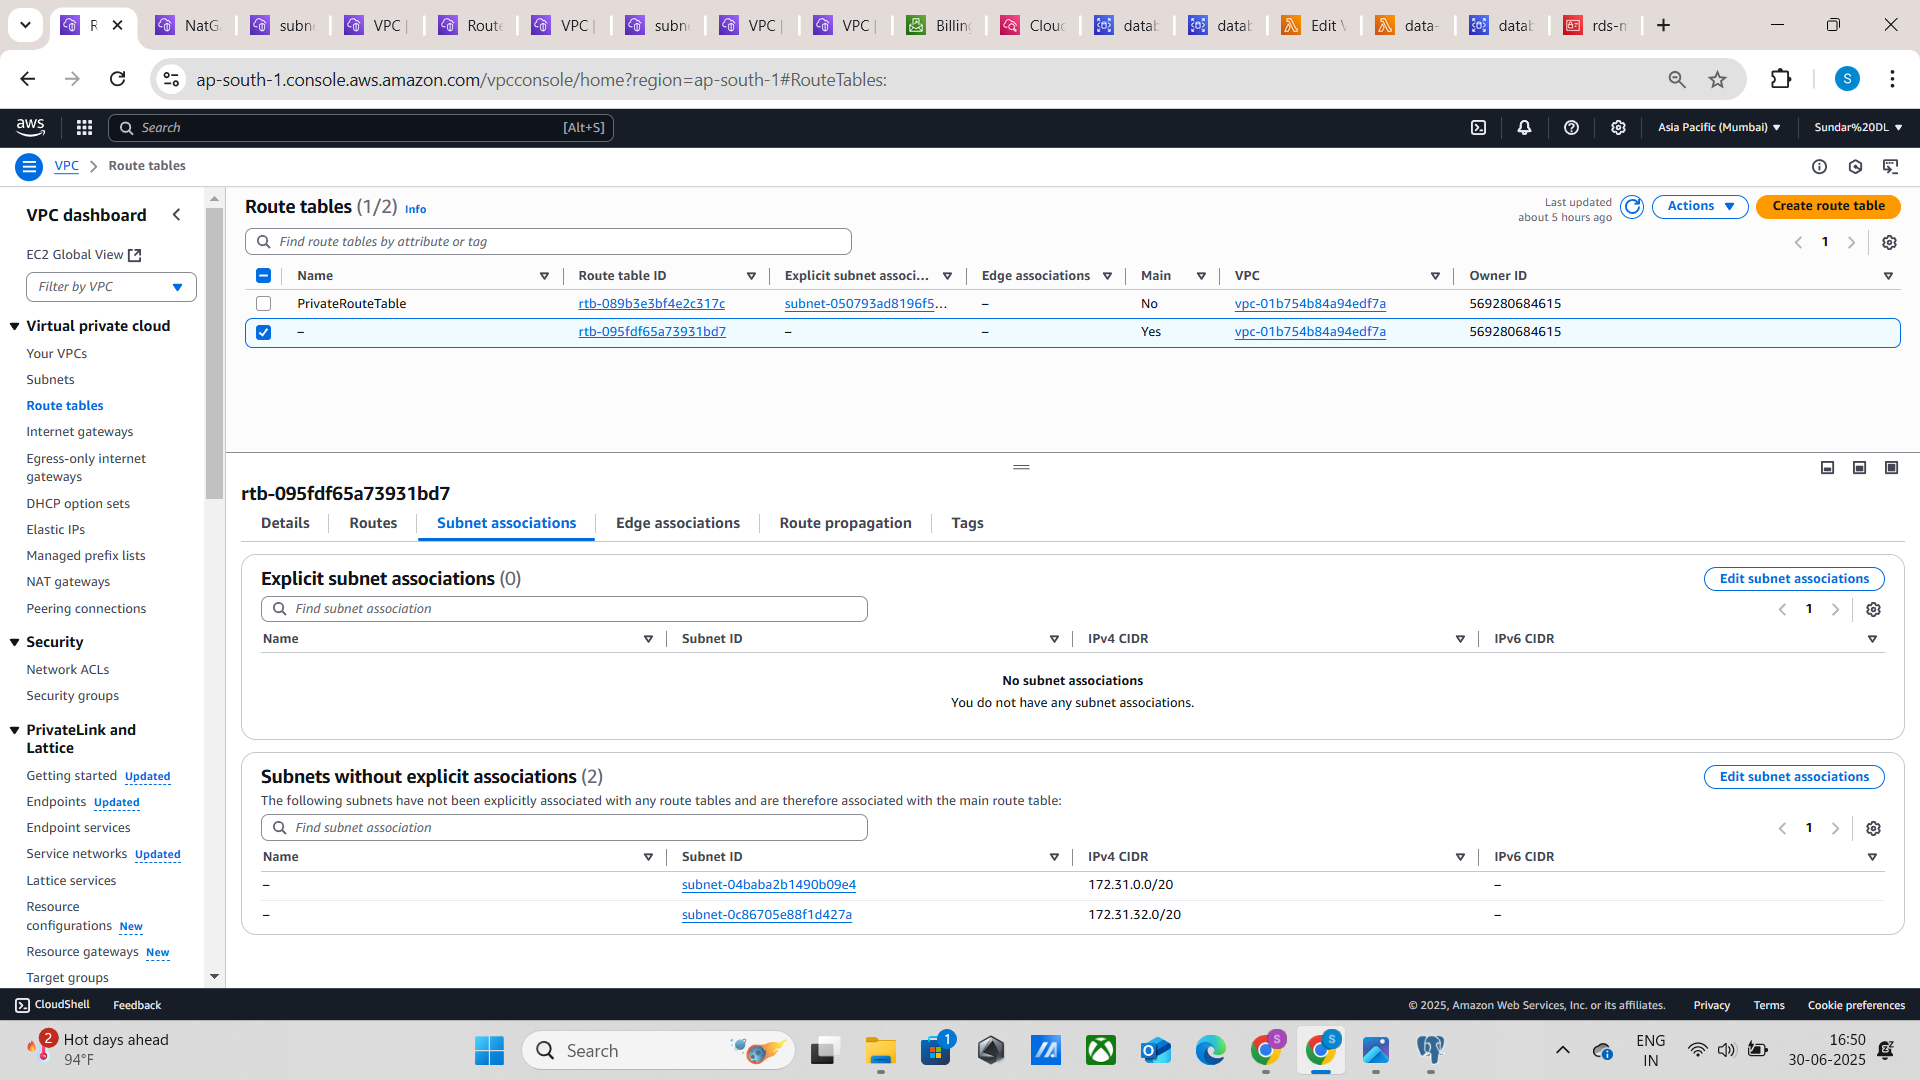 R
NatG
subn
VPC |
Route
VPC |
subne
VPC |
VPC |
Billing
Cloud
datab
datab
Edit V
data-
datab
rds-m
ap-south-1.console.aws.amazon.com/vpcconsole/home?region=ap-south-1#RouteTables:
S
aws
Search
[Alt+S]
Asia Pacific (Mumbai)
Sundar%20DL
VPC
Route tables
VPC dashboard
EC2 Global View
Filter by VPC
Virtual private cloud
Your VPCs
Subnets
Route tables
Internet gateways
Egress-only internet
gateways
DHCP option sets
Elastic IPs
Managed prefix lists
NAT gateways
Peering connections
Security
Network ACLs
Security groups
PrivateLink and
Lattice
Getting started Updated
Endpoints Updated
Endpoint services
Service networks Updated
Lattice services
Resource
configurations New
Resource gateways New
Target groups
Route tables (1/2) Info
Last updated
about 5 hours ago
Actions
Create route table
Find route tables by attribute or tag
1
Name Route table ID Explicit subnet associ... Edge associations Main VPC Owner ID
PrivateRouteTable rtb-089b3e3bf4e2c317c subnet-050793ad8196f5... – No vpc-01b754b84a94edf7a 569280684615
– rtb-095fdf65a73931bd7 – – Yes vpc-01b754b84a94edf7a 569280684615
rtb-095fdf65a73931bd7
Details Routes Subnet associations Edge associations Route propagation Tags
Explicit subnet associations (0)
Edit subnet associations
Find subnet association
1
Name Subnet ID IPv4 CIDR IPv6 CIDR
No subnet associations
You do not have any subnet associations.
Subnets without explicit associations (2)
Edit subnet associations
The following subnets have not been explicitly associated with any route tables and are therefore associated with the main route table:
Find subnet association
1
Name Subnet ID IPv4 CIDR IPv6 CIDR
– subnet-04baba2b1490b09e4 172.31.0.0/20 –
– subnet-0c86705e88f1d427a 172.31.32.0/20 –
CloudShell Feedback
© 2025, Amazon Web Services, Inc. or its affiliates. Privacy Terms Cookie preferences
2
Hot days ahead
94°F
Search
1
S
S
ENG
IN
16:50
30-06-2025